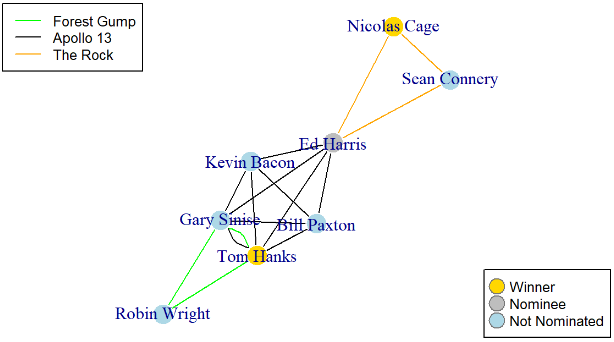 Forest Gump
Apollo 13
The Rock
Nicolas Cage
Sean Connery
Ed Harris
Kevin Bacon
Gary Sinise
Bill Paxton
Tom Hanks
Robin Wright
Winner
Nominee
Not Nominated